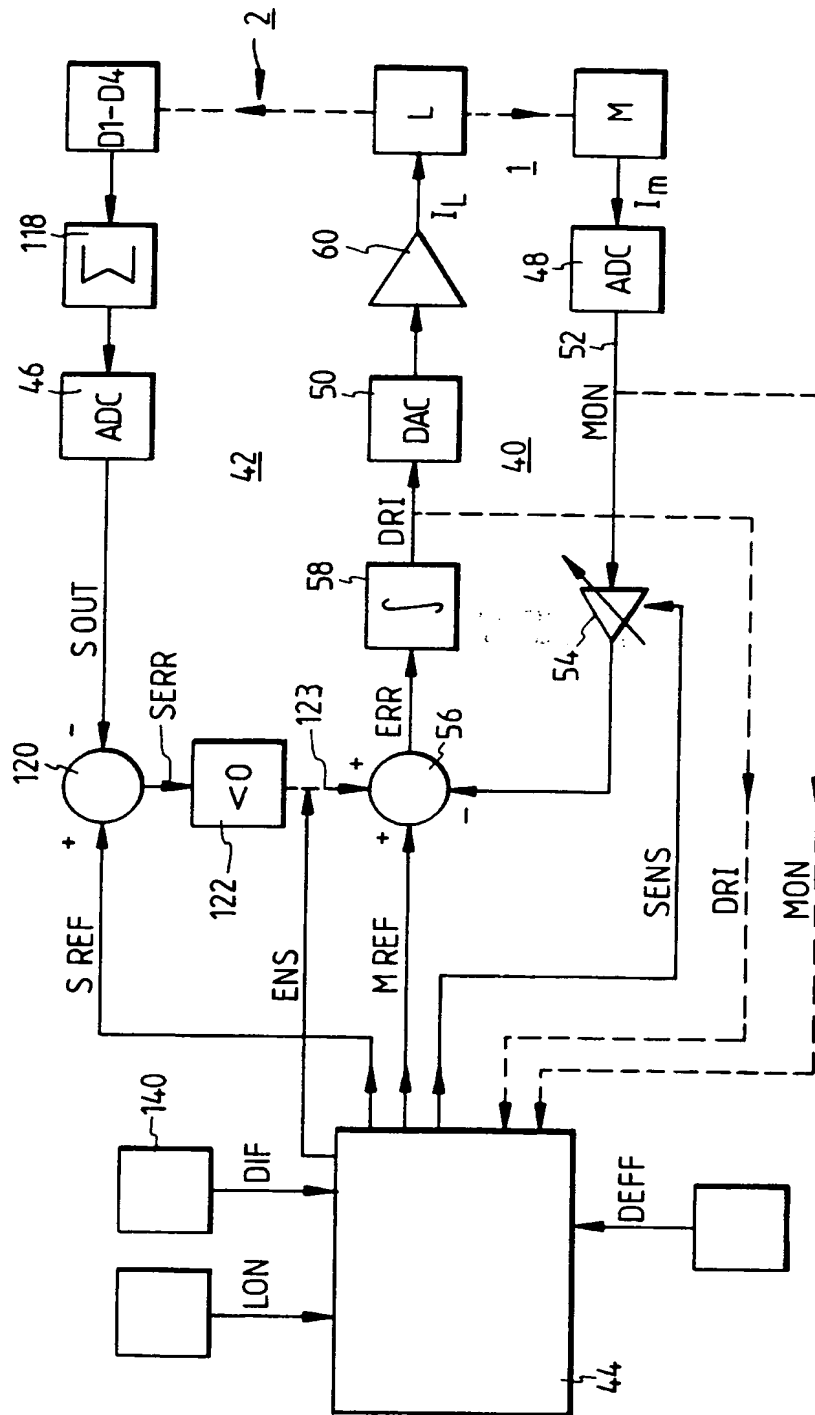 2
D1-D4
118
Σ
46
ADC
S OUT
-
120
+
SERR
S REF
<0
122
123
42
L
1
I_L
60
50
DAC
40
DRI
58
∫
ERR
56
+
+
-
ENS
M REF
M
I_m
48
ADC
52
MON
54
SENS
DRI
MON
140
DIF
LON
44
DEFF